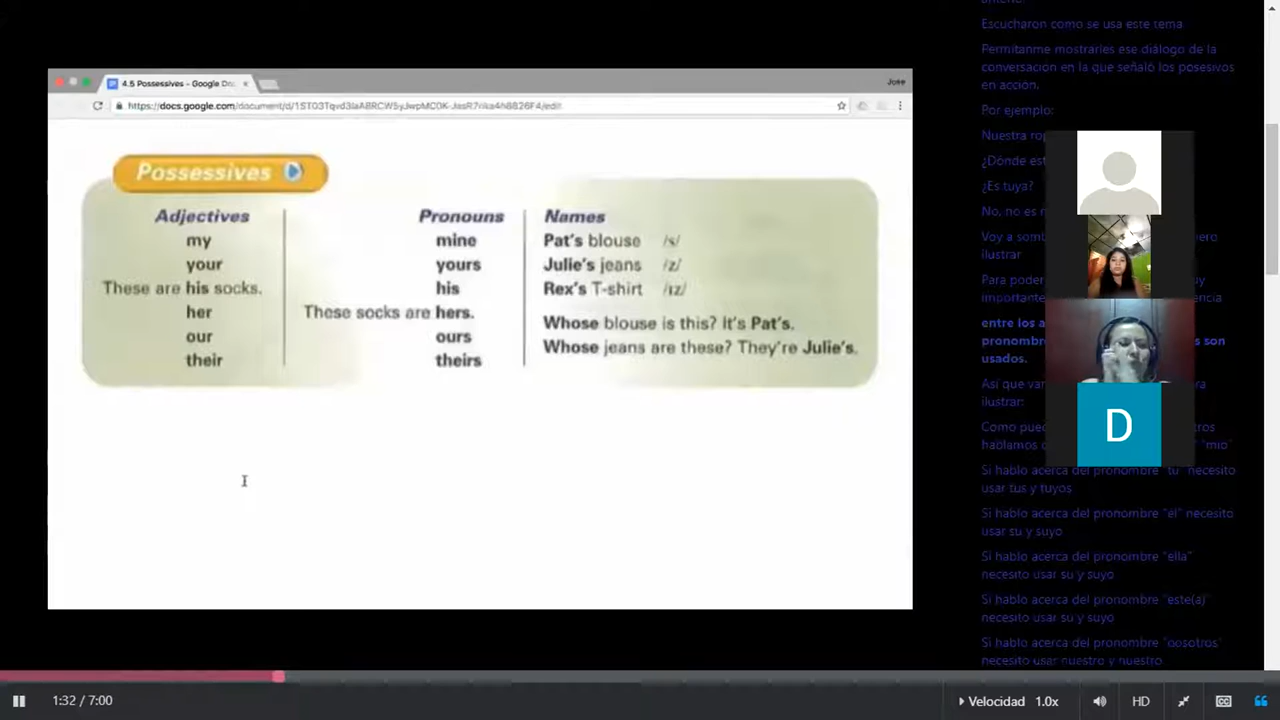 4.5 Possessives - Google Do
Jose
Possessives
Adjectives
my
your
These are his socks.
her
our
their
Pronouns
mine
yours
his
These socks are hers.
ours
theirs
Names
Pat's blouse /s/
Julie's jeans /z/
Rex's T-shirt /ɪz/
Whose blouse is this? It's Pat's.
Whose jeans are these? They're Julie's.
Escucharon como se usa este tema
Permítanme mostrarles ese diálogo de la
conversación en la que señaló los posesivos
en acción.
Por ejemplo:
Nuestra
¿Dónde
¿Es tuya?
No, no es
Voy a
ilustrar
Para poder
importante
entre los
usados.
Así que
ilustrar:
Como
hablamos "mio"
Si hablo acerca del pronombre "tu" necesito
usar tus y tuyos
Si hablo acerca del pronombre "él" necesito
usar su y suyo
Si hablo acerca del pronombre "ella"
necesito usar su y suyo
Si hablo acerca del pronombre "este(a)
necesito usar su y suyo
Si hablo acerca del pronombre "nosotros"
necesito usar nuestro y nuestro
D
1:32 / 7:00
Velocidad 1.0x
HD
CC